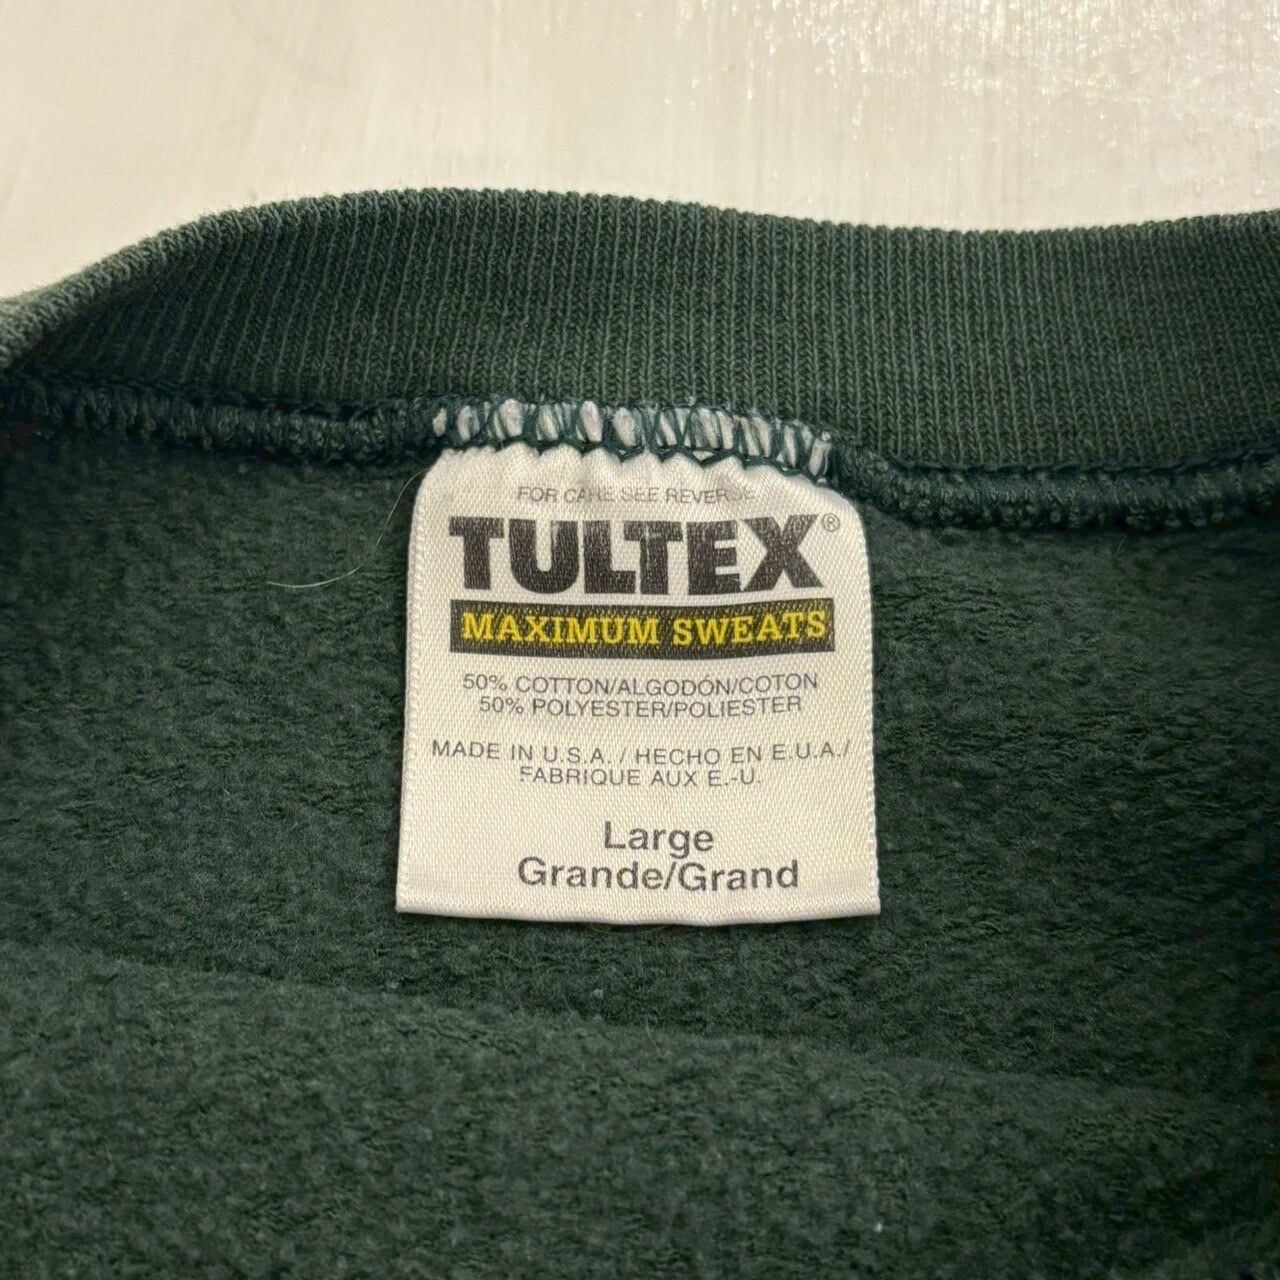 FOR CARE SEE REVERSE
TULTEX®
MAXIMUM SWEATS
50% COTTON/ALGODÓN/COTON
50% POLYESTER/POLIESTER
MADE IN U.S.A. / HECHO EN E.U.A./
FABRIQUE AUX E.-U.
Large
Grande/Grand